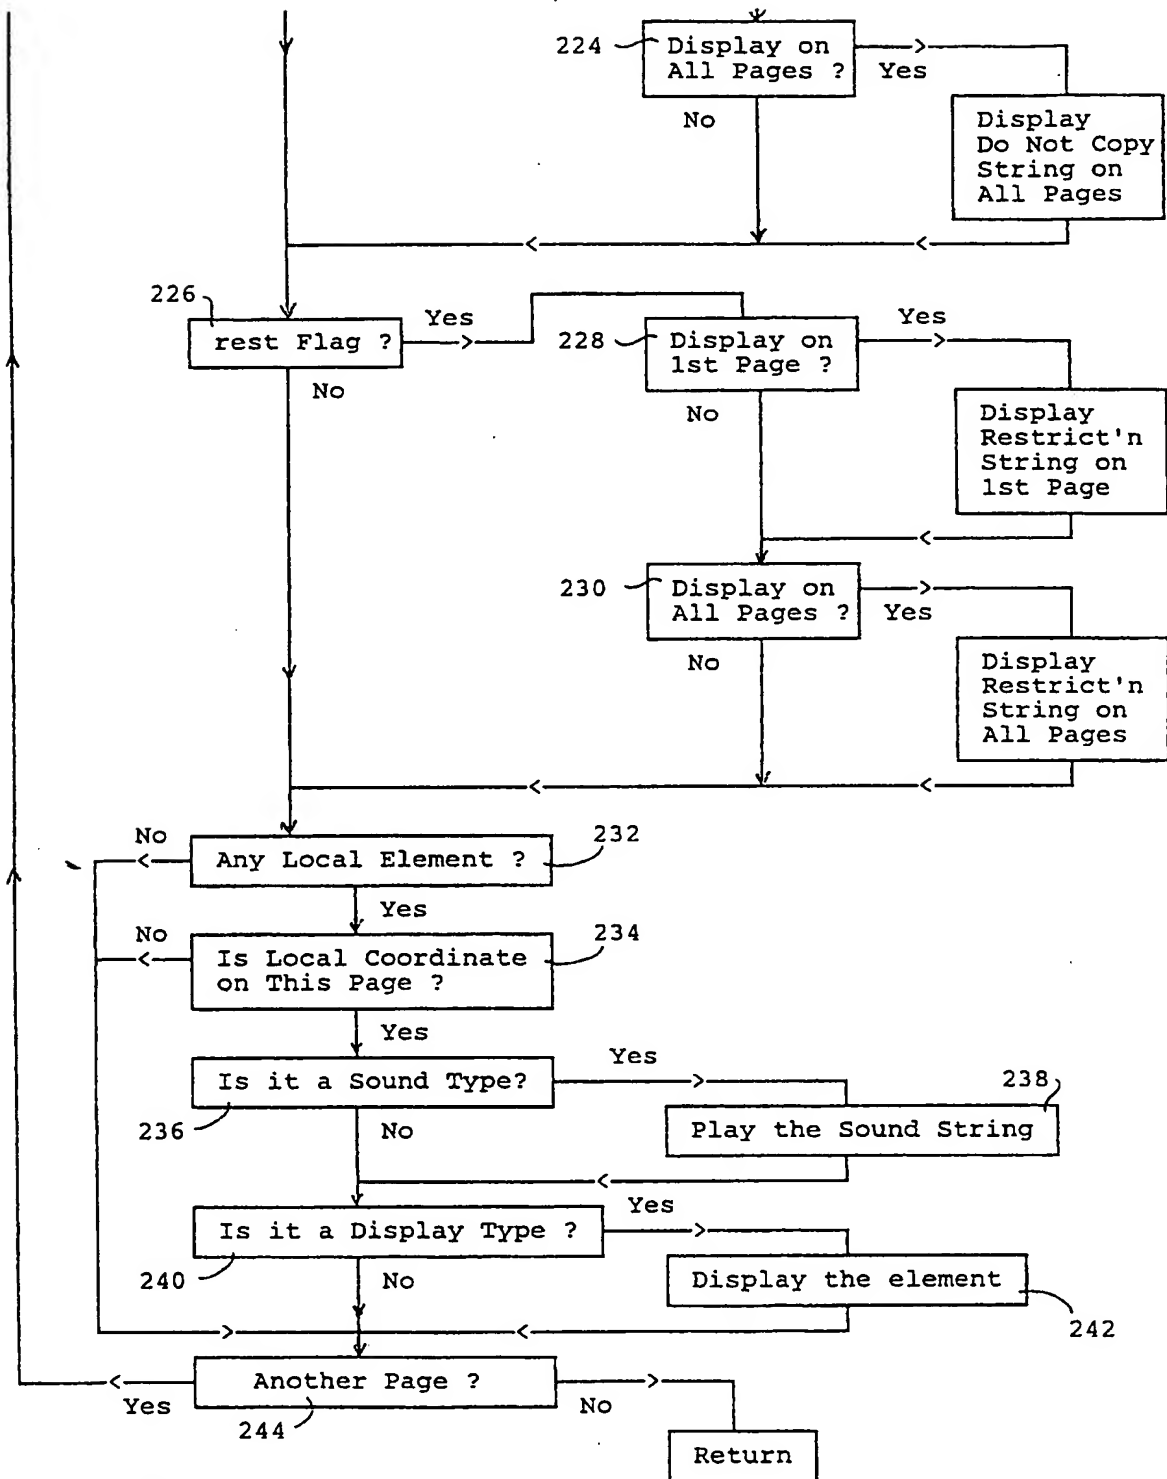 224
Display on
All Pages ?
Yes
No
Display
Do Not Copy
String on
All Pages
226
rest Flag ?
Yes
No
228
Display on
1st Page ?
Yes
No
Display
Restrict'n
String on
1st Page
230
Display on
All Pages ?
Yes
No
Display
Restrict'n
String on
All Pages
No
Any Local Element ?
232
Yes
No
Is Local Coordinate
on This Page ?
234
Yes
Is it a Sound Type?
Yes
236
No
238
Play the Sound String
Is it a Display Type ?
Yes
240
No
Display the element
242
Another Page ?
Yes
244
No
Return